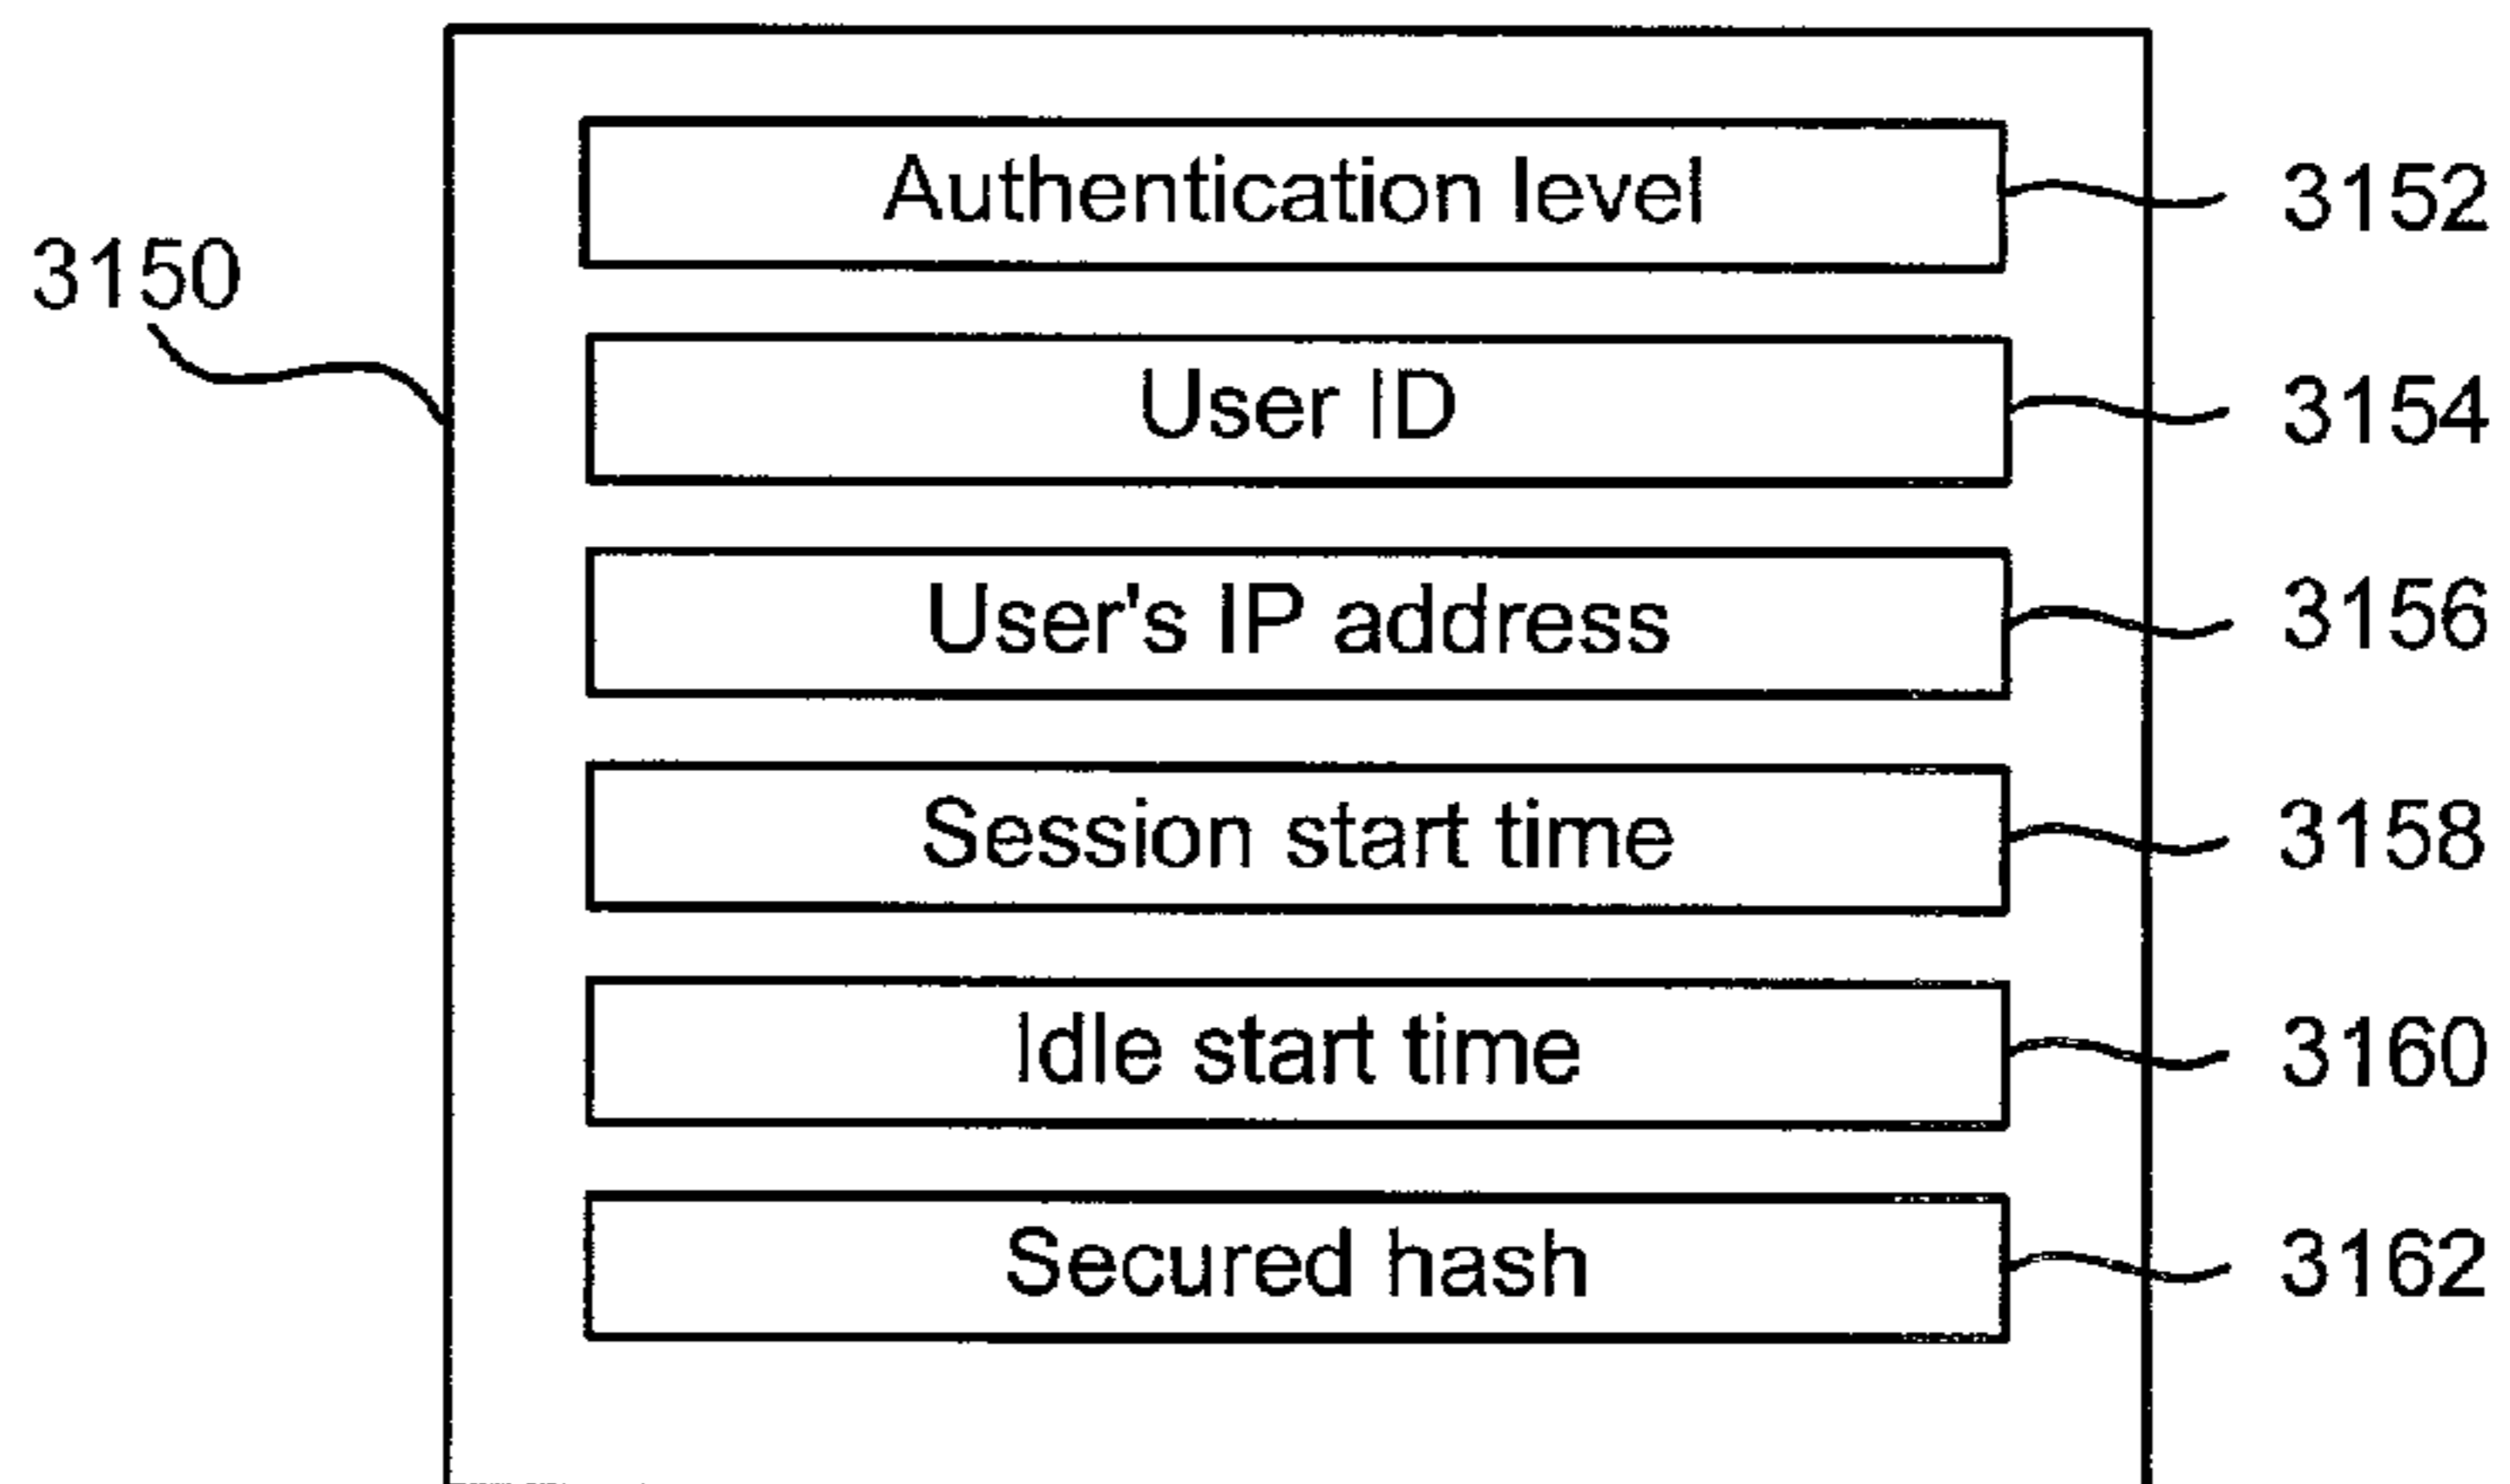 Authentication level 3152
3150
User ID 3154
User's IP address 3156
Session start time 3158
Idle start time 3160
Secured hash 3162